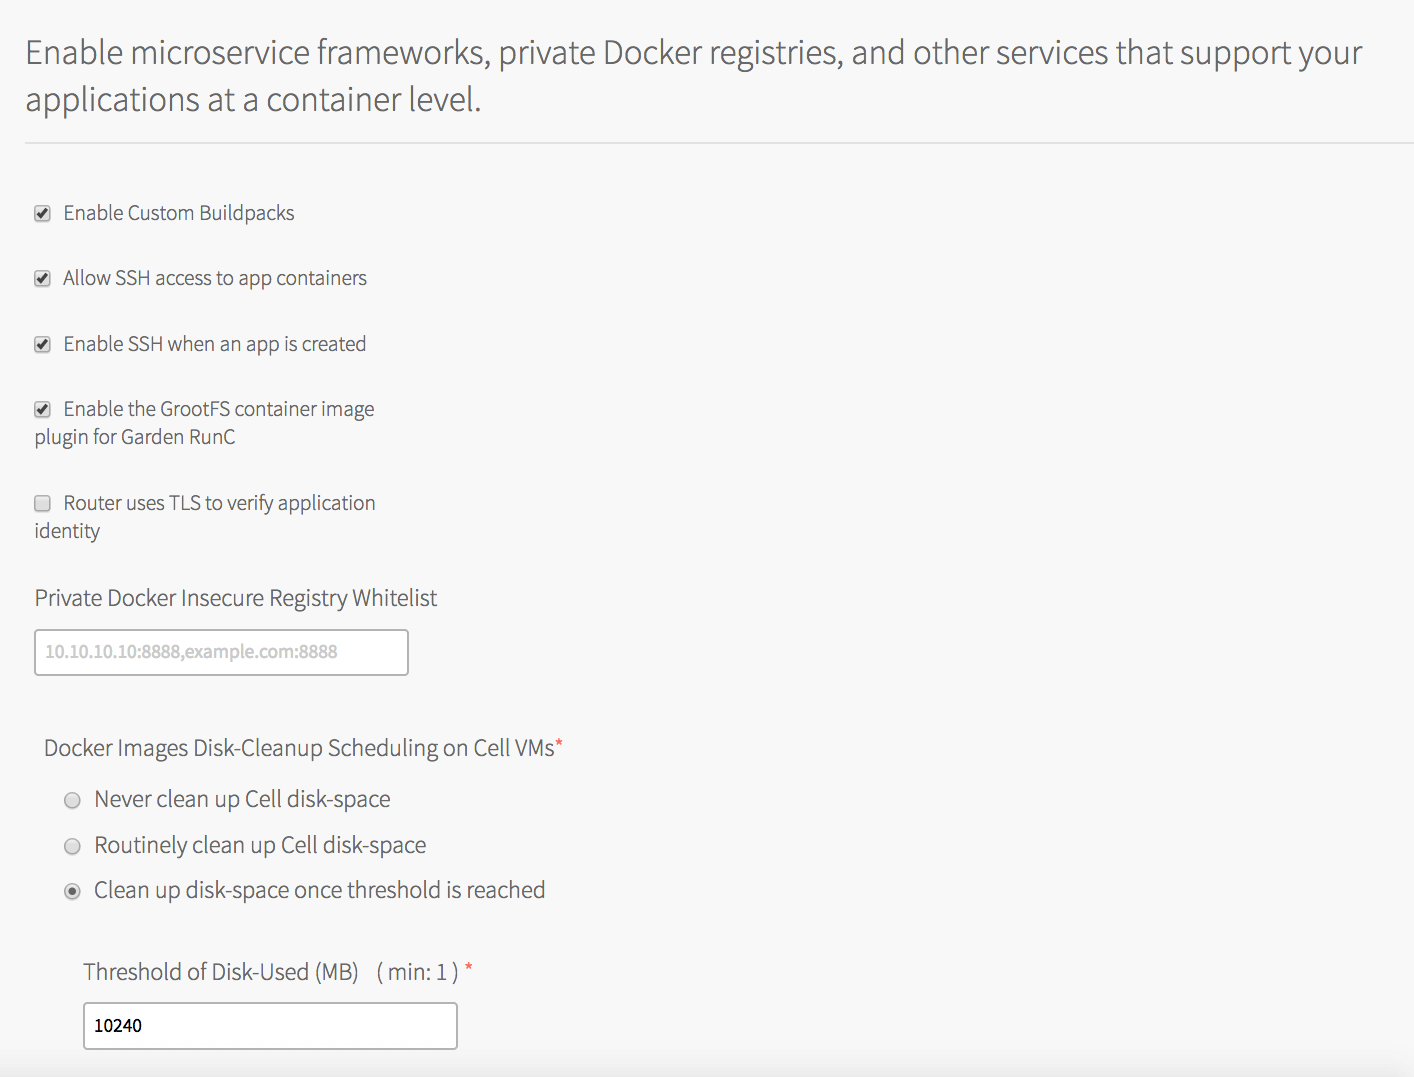 Enable microservice frameworks, private Docker registries, and other services that support your
applications at a container level.
Enable Custom Buildpacks
Allow SSH access to app containers
Enable SSH when an app is created
Enable the GrootFS container image
plugin for Garden RunC
Router uses TLS to verify application
identity
Private Docker Insecure Registry Whitelist
10.10.10.10:8888,example.com:8888
Docker Images Disk-Cleanup Scheduling on Cell VMs*
Never clean up Cell disk-space
Routinely clean up Cell disk-space
Clean up disk-space once threshold is reached
Threshold of Disk-Used (MB) ( min: 1 ) *
10240